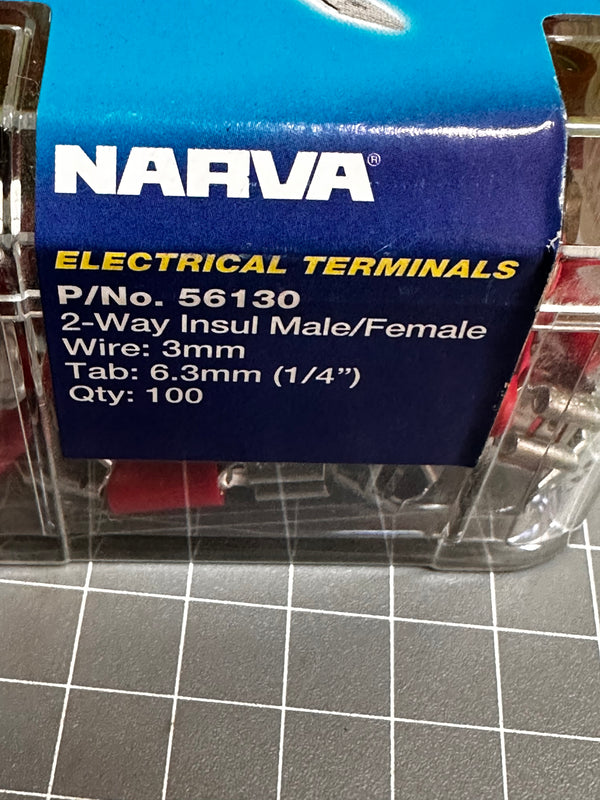 NARVA®
ELECTRICAL TERMINALS
P/No. 56130
2-Way Insul Male/Female
Wire: 3mm
Tab: 6.3mm (1/4")
Qty: 100